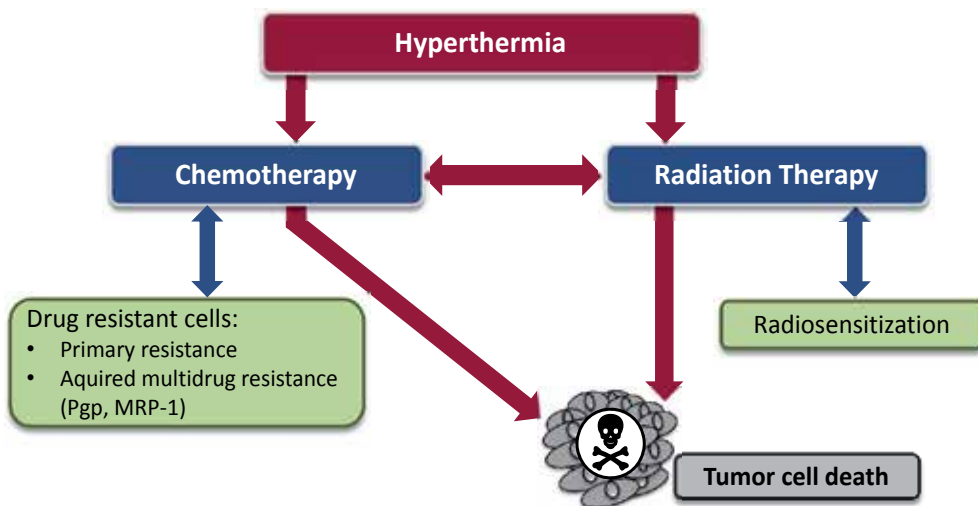 Hyperthermia
Chemotherapy
Radiation Therapy
Drug resistant cells:
• Primary resistance
• Aquired multidrug resistance
(Pgp, MRP-1)
Radiosensitization
Tumor cell death